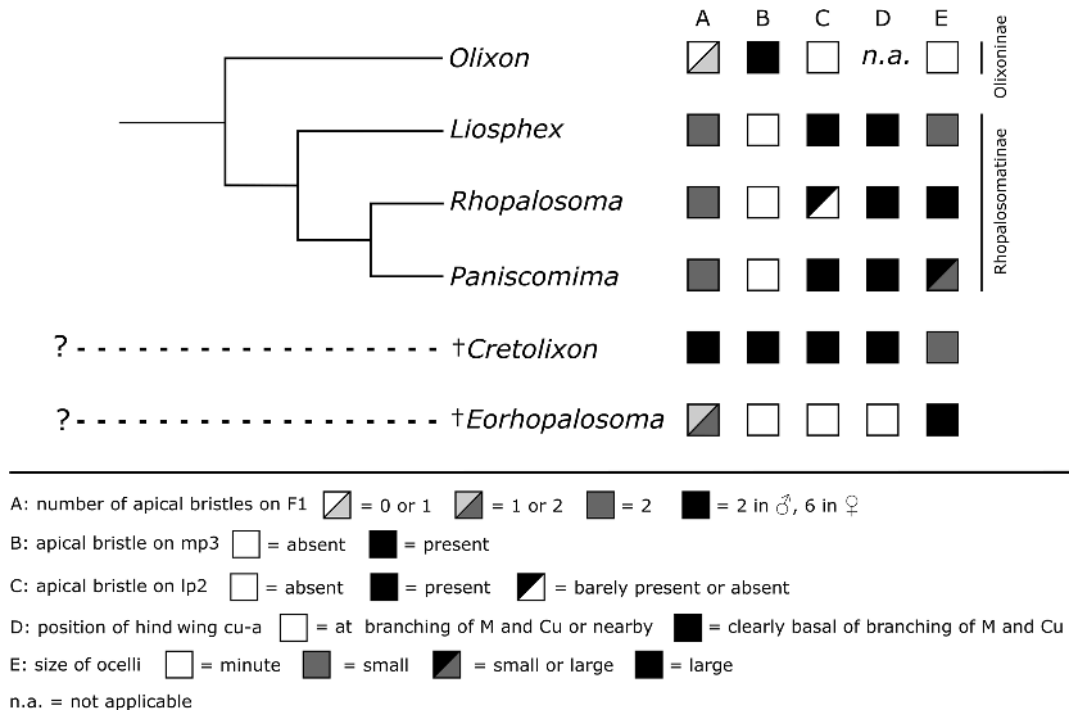 A B C D E
Olixon n.a. Olixoninae
Liosphex
Rhopalosoma
Paniscomima
Rhopalosomatinae
? †Cretolixon
? †Eorhopalosoma
A: number of apical bristles on F1 = 0 or 1 = 1 or 2 = 2 = 2 in ♂, 6 in ♀
B: apical bristle on mp3 = absent = present
C: apical bristle on lp2 = absent = present = barely present or absent
D: position of hind wing cu-a = at branching of M and Cu or nearby = clearly basal of branching of M and Cu
E: size of ocelli = minute = small = small or large = large
n.a. = not applicable